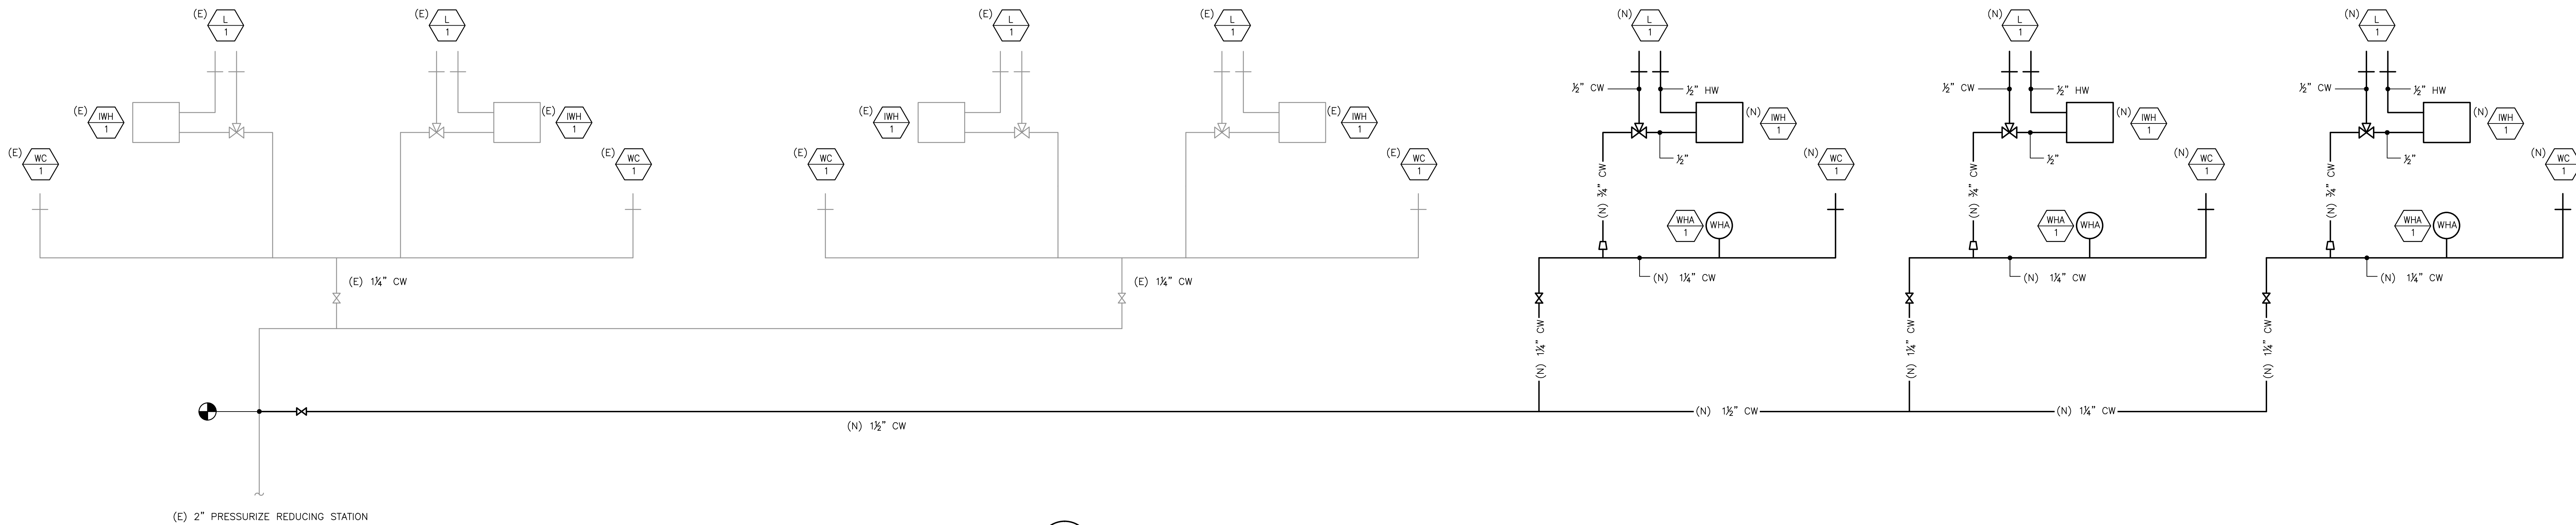 (E) L 1
(E) L 1
(E) L 1
(E) L 1
(N) L 1
(N) L 1
(N) L 1
½" CW
½" HW
½" CW
½" HW
½" CW
½" HW
(E) IWH 1
(E) IWH 1
(E) IWH 1
(E) IWH 1
(N) IWH 1
(N) IWH 1
(N) IWH 1
(E) WC 1
(E) WC 1
(E) WC 1
(E) WC 1
½"
(N) WC 1
½"
(N) WC 1
½"
(N) WC 1
(N) ¾" CW
(N) ¾" CW
(N) ¾" CW
WHA 1
WHA
WHA 1
WHA
WHA 1
WHA
(E) 1¼" CW
(E) 1¼" CW
(N) 1¼" CW
(N) 1¼" CW
(N) 1¼" CW
(N) 1¼" CW
(N) 1¼" CW
(N) 1¼" CW
(N) 1½" CW
(N) 1½" CW
(N) 1¼" CW
(E) 2" PRESSURIZE REDUCING STATION